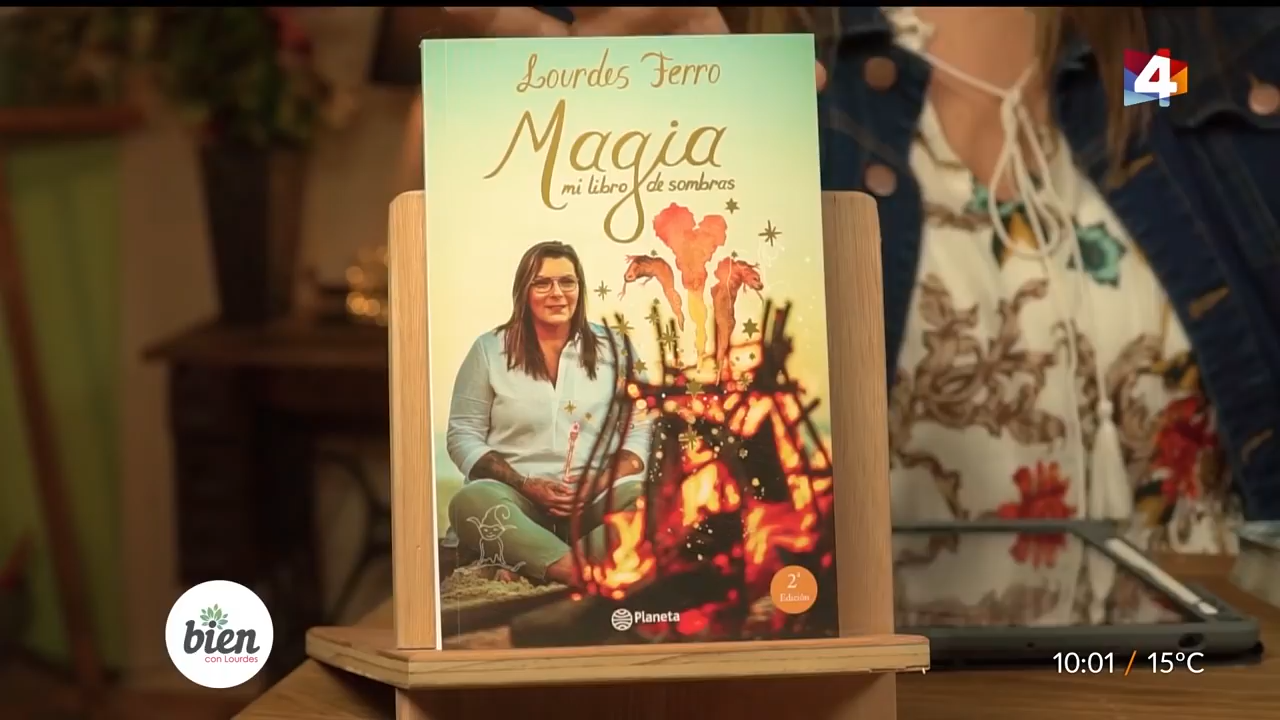 Lourdes Ferro
Magia
mi libro de sombras
2ª
Edición
Planeta
4
bien
con Lourdes
10:01 / 15°C